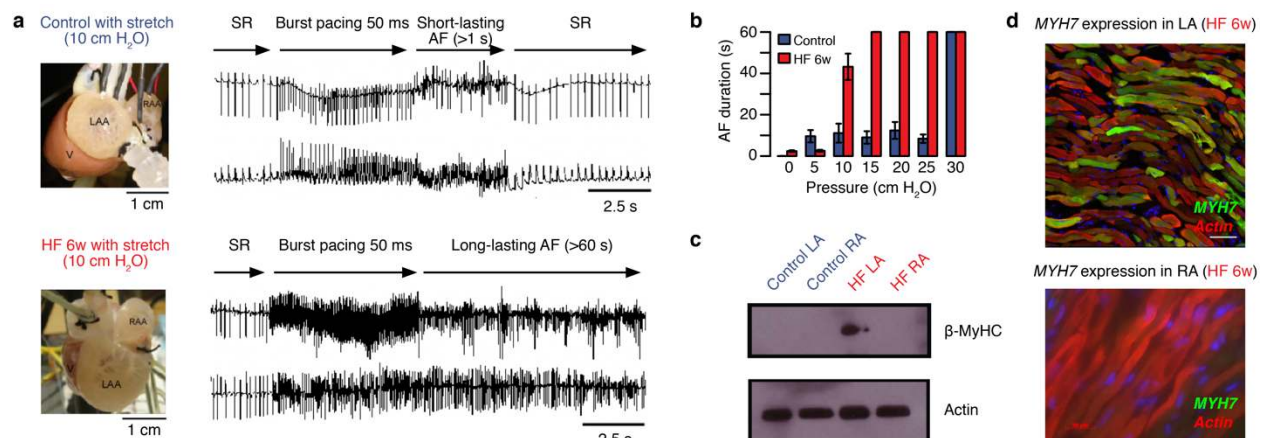 a
Control with stretch
(10 cm H2O)
LAA
RAA
V
1 cm
SR
Burst pacing 50 ms
Short-lasting
AF (>1 s)
SR
2.5 s
HF 6w with stretch
(10 cm H2O)
RAA
V
LAA
1 cm
SR
Burst pacing 50 ms
Long-lasting AF (>60 s)
2.5 s
b
AF duration (s)
60
40
20
0
Control
HF 6w
0 5 10 15 20 25 30
Pressure (cm H2O)
c
Control LA
Control RA
HF LA
HF RA
β-MyHC
Actin
d
MYH7 expression in LA (HF 6w)
MYH7
Actin
MYH7 expression in RA (HF 6w)
MYH7
Actin